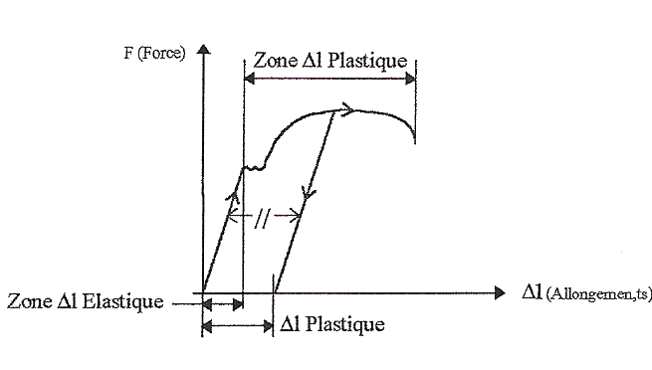 F (Force)
Zone Δl Plastique
//
Zone Δl Elastique
Δl (Allongemen,ts)
Δl Plastique